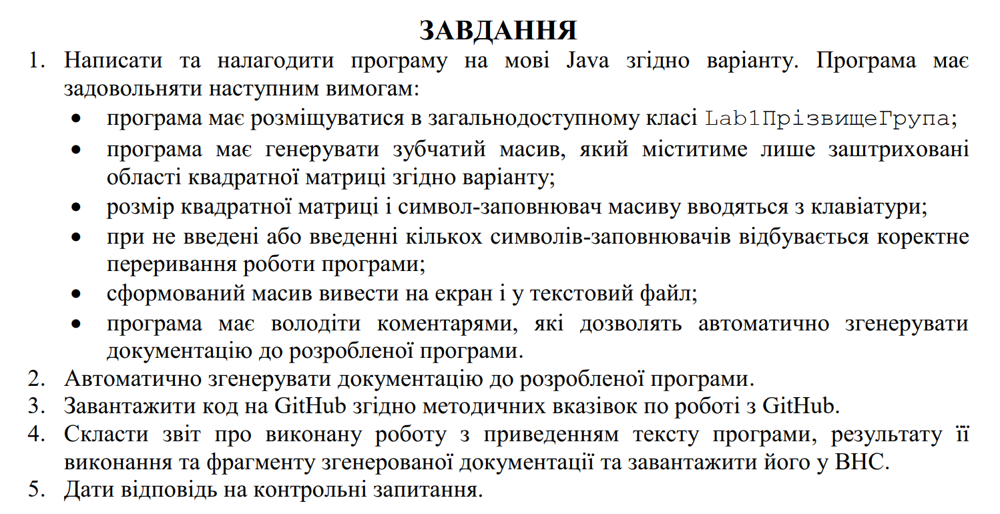 ЗАВДАННЯ
1. Написати та налагодити програму на мові Java згідно варіанту. Програма має
задовольняти наступним вимогам:
• програма має розміщуватися в загальнодоступному класі Lab1ПрізвищеГрупа;
• програма має генерувати зубчатий масив, який міститиме лише заштриховані
області квадратної матриці згідно варіанту;
• розмір квадратної матриці і символ-заповнювач масиву вводяться з клавіатури;
• при не введені або введенні кількох символів-заповнювачів відбувається коректне
переривання роботи програми;
• сформований масив вивести на екран і у текстовий файл;
• програма має володіти коментарями, які дозволять автоматично згенерувати
документацію до розробленої програми.
2. Автоматично згенерувати документацію до розробленої програми.
3. Завантажити код на GitHub згідно методичних вказівок по роботі з GitHub.
4. Скласти звіт про виконану роботу з приведенням тексту програми, результату її
виконання та фрагменту згенерованої документації та завантажити його у ВНС.
5. Дати відповідь на контрольні запитання.